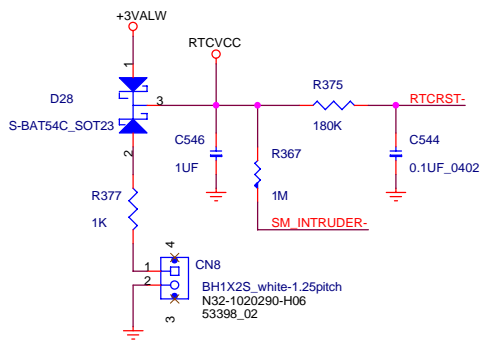 +3VALW
RTCVCC
1
D28
3
R375
RTCRST-
S-BAT54C_SOT23
180K
2
C546
1UF
R367
1M
C544
0.1UF_0402
R377
1K
SM_INTRUDER-
4
1
2
CN8
BH1X2S_white-1.25pitch
N32-1020290-H06
53398_02
3